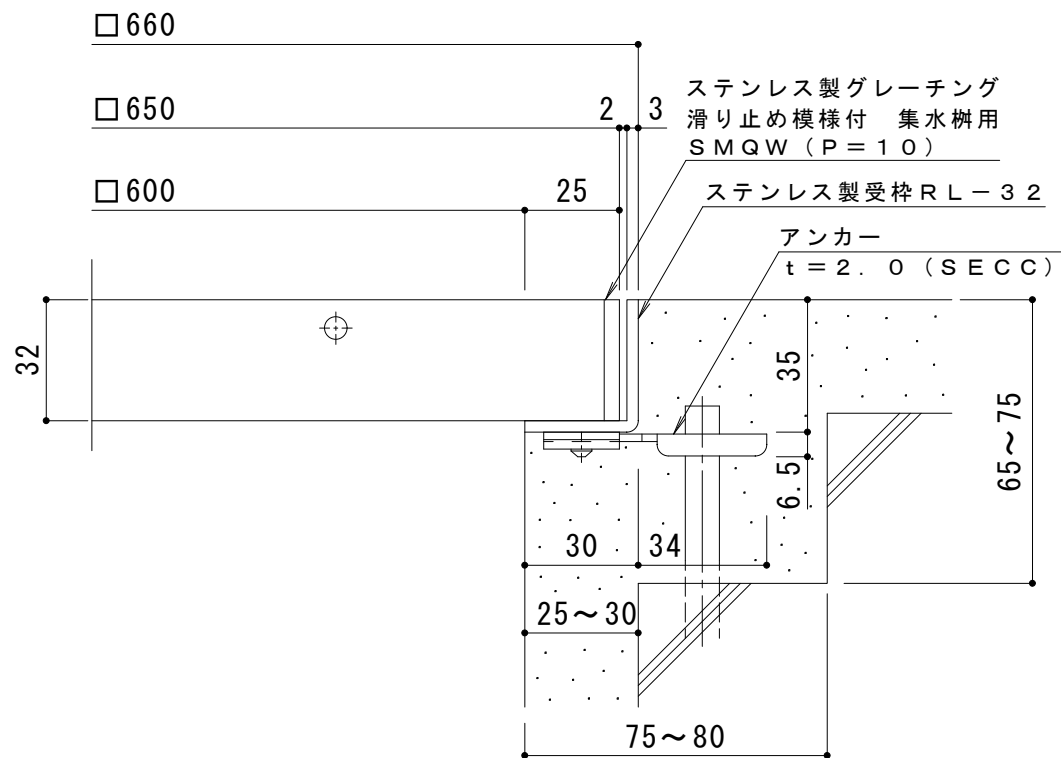 □660
□650
2
3
ステンレス製グレーチング
滑り止め模様付 集水桝用
SMQW(P=10)
□600
25
ステンレス製受枠RL-32
アンカー
t=2.0(SECC)
32
35
65~75
6.5
30
34
25~30
75~80